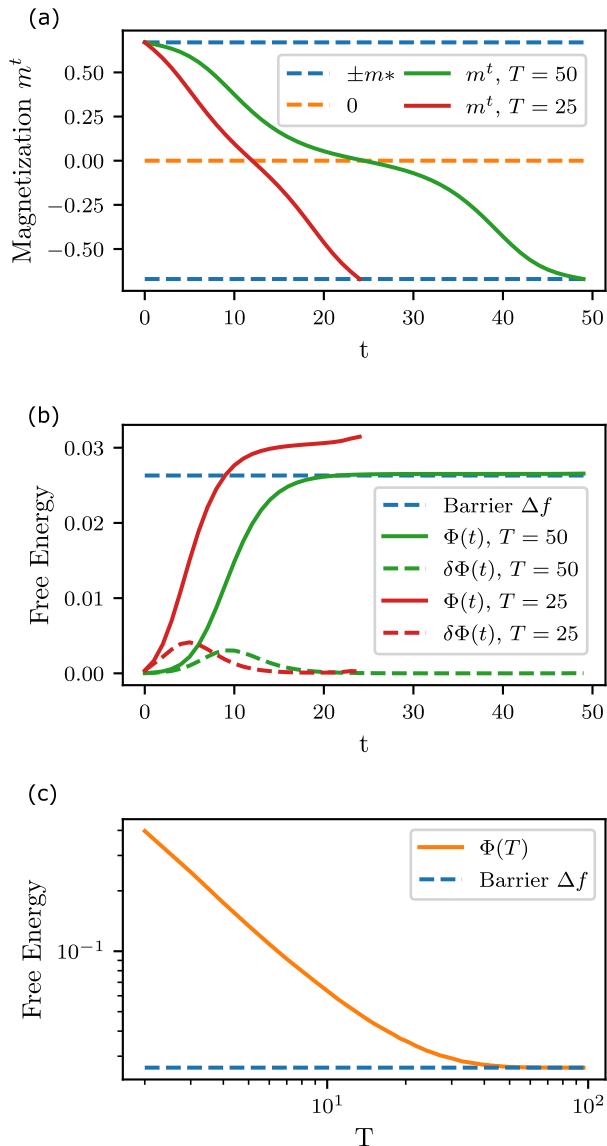 (a)
Magnetization m^t
0.50
0.25
0.00
−0.25
−0.50
±m∗
0
m^t, T = 50
m^t, T = 25
0 10 20 30 40 50
t
(b)
Free Energy
0.03
0.02
0.01
0.00
Barrier Δf
Φ(t), T = 50
δΦ(t), T = 50
Φ(t), T = 25
δΦ(t), T = 25
0 10 20 30 40 50
t
(c)
Free Energy
10^−1
Φ(T)
Barrier Δf
10^1 10^2
T